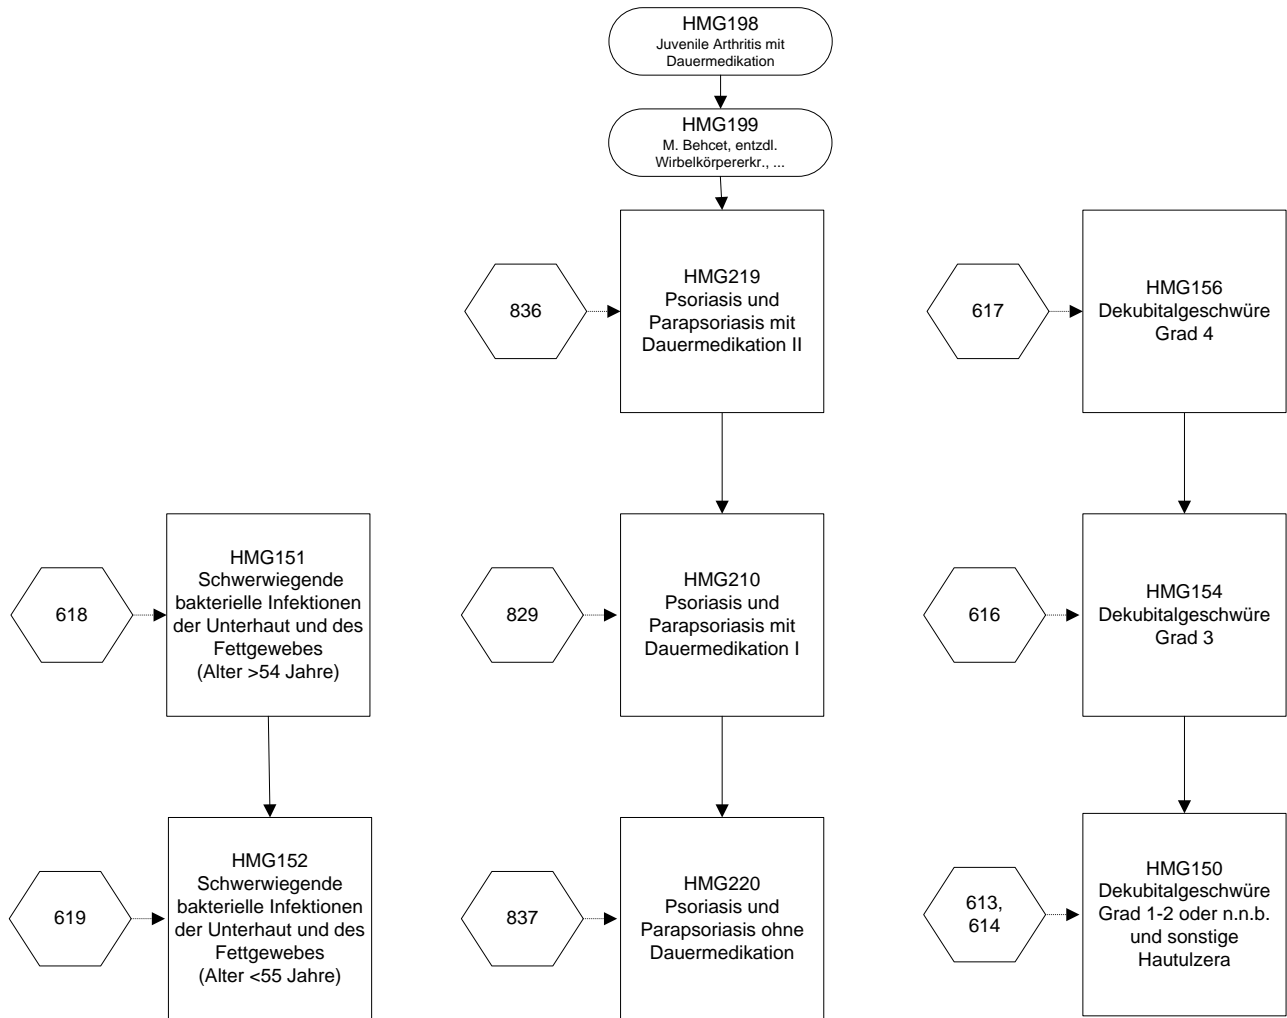 HMG198
Juvenile Arthritis mit
Dauermedikation
HMG199
M. Behcet, entzdl.
Wirbelkörpererkr., ...
836
HMG219
Psoriasis und
Parapsoriasis mit
Dauermedikation II
617
HMG156
Dekubitalgeschwüre
Grad 4
618
HMG151
Schwerwiegende
bakterielle Infektionen
der Unterhaut und des
Fettgewebes
(Alter >54 Jahre)
829
HMG210
Psoriasis und
Parapsoriasis mit
Dauermedikation I
616
HMG154
Dekubitalgeschwüre
Grad 3
619
HMG152
Schwerwiegende
bakterielle Infektionen
der Unterhaut und des
Fettgewebes
(Alter <55 Jahre)
837
HMG220
Psoriasis und
Parapsoriasis ohne
Dauermedikation
613,
614
HMG150
Dekubitalgeschwüre
Grad 1-2 oder n.n.b.
und sonstige
Hautulzera